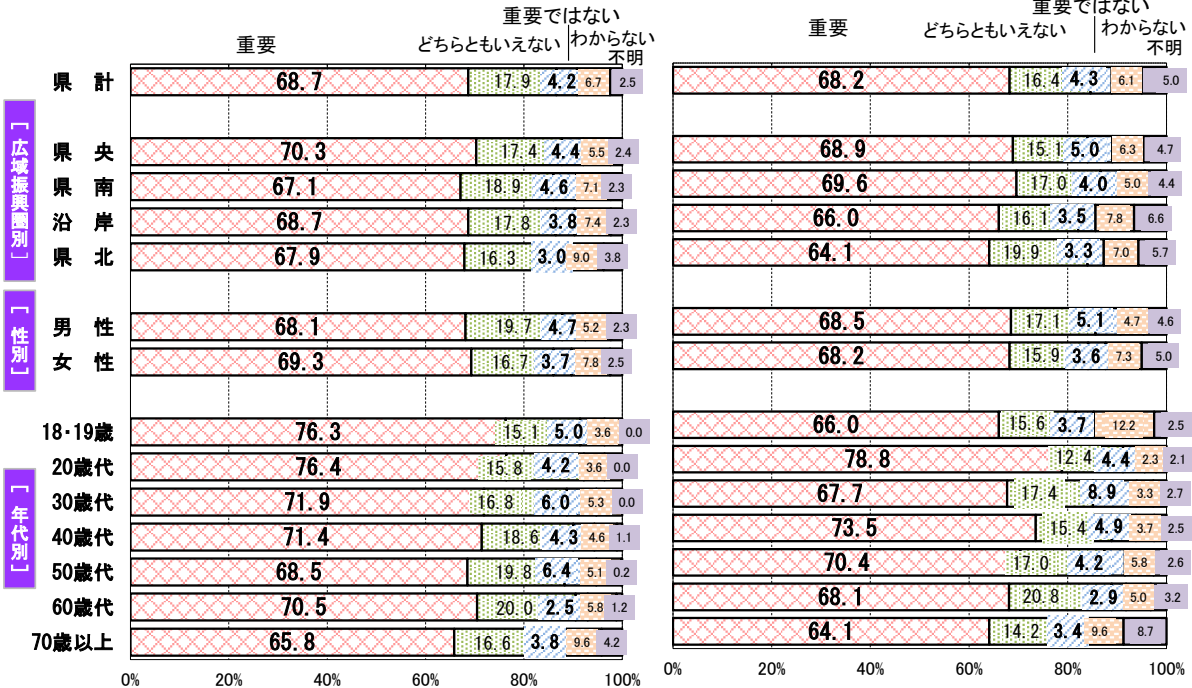 重要ではない
重要 どちらともいえない わからない
不明
重要ではない
重要 どちらともいえない わからない
不明
県 計 68.7 17.9 4.2 6.7 2.5 68.2 16.4 4.3 6.1 5.0
[広域振興圏別]
県 央 70.3 17.4 4.4 5.5 2.4 68.9 15.1 5.0 6.3 4.7
県 南 67.1 18.9 4.6 7.1 2.3 69.6 17.0 4.0 5.0 4.4
沿 岸 68.7 17.8 3.8 7.4 2.3 66.0 16.1 3.5 7.8 6.6
県 北 67.9 16.3 3.0 9.0 3.8 64.1 19.9 3.3 7.0 5.7
[性別]
男 性 68.1 19.7 4.7 5.2 2.3 68.5 17.1 5.1 4.7 4.6
女 性 69.3 16.7 3.7 7.8 2.5 68.2 15.9 3.6 7.3 5.0
[年代別]
18・19歳 76.3 15.1 5.0 3.6 0.0 66.0 15.6 3.7 12.2 2.5
20歳代 76.4 15.8 4.2 3.6 0.0 78.8 12.4 4.4 2.3 2.1
30歳代 71.9 16.8 6.0 5.3 0.0 67.7 17.4 8.9 3.3 2.7
40歳代 71.4 18.6 4.3 4.6 1.1 73.5 15.4 4.9 3.7 2.5
50歳代 68.5 19.8 6.4 5.1 0.2 70.4 17.0 4.2 5.8 2.6
60歳代 70.5 20.0 2.5 5.8 1.2 68.1 20.8 2.9 5.0 3.2
70歳以上 65.8 16.6 3.8 9.6 4.2 64.1 14.2 3.4 9.6 8.7
0% 20% 40% 60% 80% 100% 0% 20% 40% 60% 80% 100%